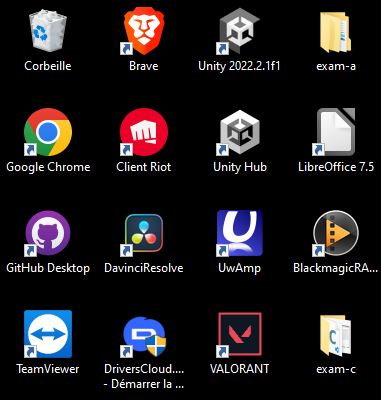 Corbeille
Brave
Unity 2022.2.1f1
exam-a
Google Chrome
Client Riot
Unity Hub
LibreOffice 7.5
GitHub Desktop
DavinciResolve
UwAmp
BlackmagicRA...
TeamViewer
DriversCloud....
- Démarrer la ...
VALORANT
exam-c